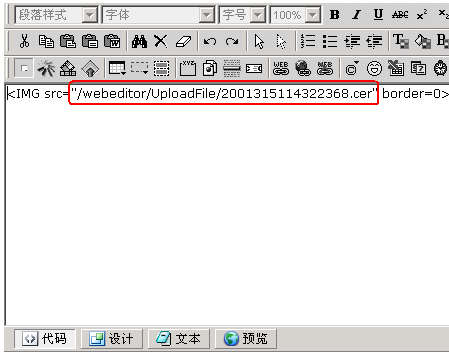 段落样式 字体 字号 100% B I U ABC x² x²
<IMG src="/webeditor/UploadFile/2001315114322368.cer" border=0>
代码 设计 文本 预览